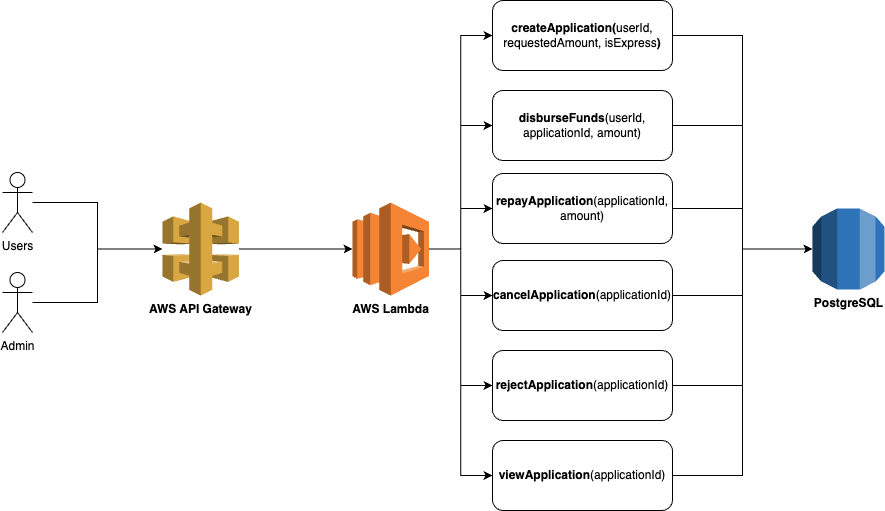 createApplication(userId,
requestedAmount, isExpress)
disburseFunds(userId,
applicationId, amount)
repayApplication(applicationId,
amount)
Users
AWS API Gateway
AWS Lambda
cancelApplication(applicationId)
PostgreSQL
Admin
rejectApplication(applicationId)
viewApplication(applicationId)